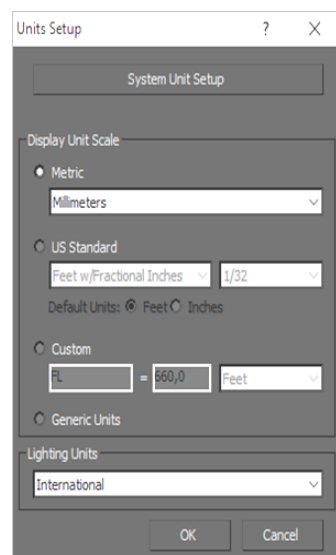 Units Setup ? X
System Unit Setup
Display Unit Scale
Metric
Millimeters
US Standard
Feet w/Fractional Inches 1/32
Default Units: Feet Inches
Custom
FL = 660,0 Feet
Generic Units
Lighting Units
International
OK Cancel